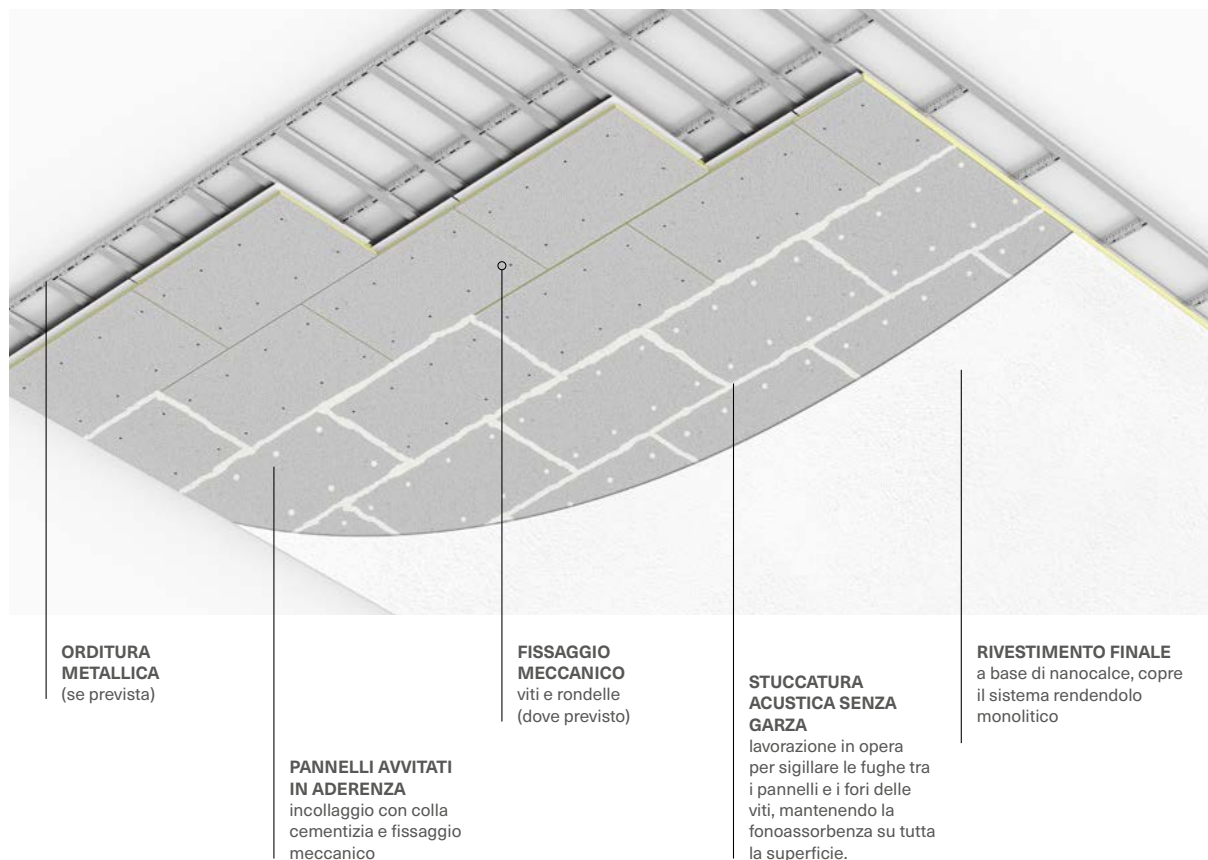 ORDITURA
METALLICA
(se prevista)
PANNELLI AVVITATI
IN ADERENZA
incollaggio con colla
cementizia e fissaggio
meccanico
FISSAGGIO
MECCANICO
viti e rondelle
(dove previsto)
STUCCATURA
ACUSTICA SENZA
GARZA
lavorazione in opera
per sigillare le fughe tra
i pannelli e i fori delle
viti, mantenendo la
fonoassorbenza su tutta
la superficie.
RIVESTIMENTO FINALE
a base di nanocalce, copre
il sistema rendendolo
monolitico